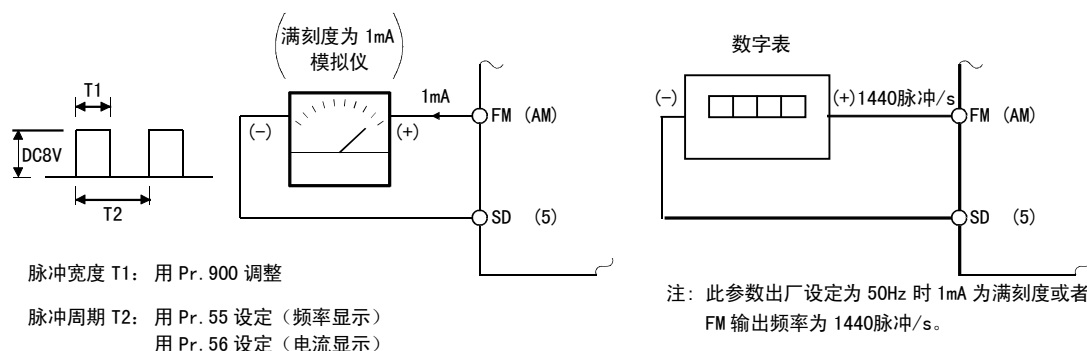 满刻度为 1mA
模拟仪
T1
DC8V
T2
1mA
(-)
(+)
FM (AM)
SD (5)
脉冲宽度 T1: 用 Pr.900 调整
脉冲周期 T2: 用 Pr.55 设定（频率显示）
用 Pr.56 设定（电流显示）
数字表
(-)
(+)1440脉冲/s
FM (AM)
SD (5)
注: 此参数出厂设定为 50Hz 时 1mA 为满刻度或者
FM 输出频率为 1440脉冲/s。